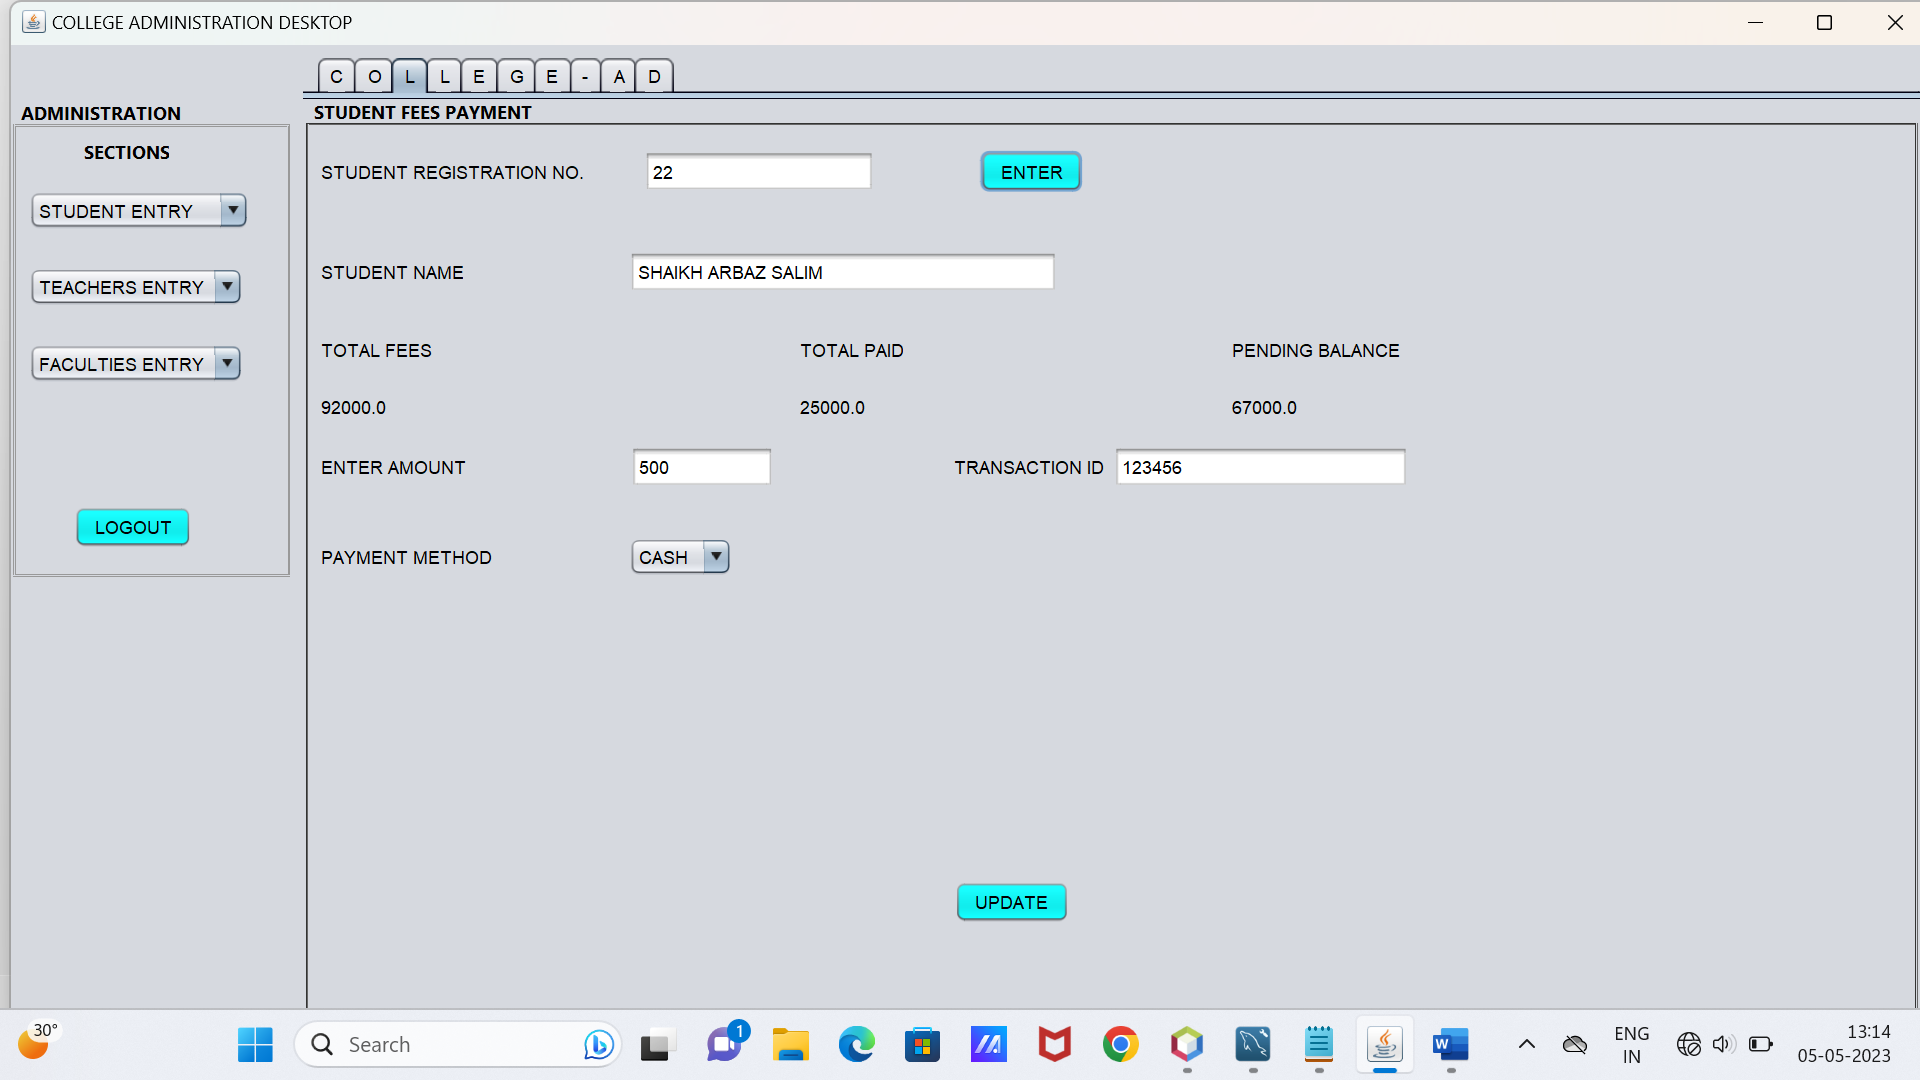 COLLEGE ADMINISTRATION DESKTOP
C O L L E G E - A D
ADMINISTRATION
STUDENT FEES PAYMENT
SECTIONS
STUDENT REGISTRATION NO. 22 ENTER
STUDENT ENTRY
STUDENT NAME SHAIKH ARBAZ SALIM
TEACHERS ENTRY
TOTAL FEES TOTAL PAID PENDING BALANCE
FACULTIES ENTRY
92000.0 25000.0 67000.0
ENTER AMOUNT 500 TRANSACTION ID 123456
LOGOUT
PAYMENT METHOD CASH
UPDATE
30°
Search
1
W
ENG
IN
13:14
05-05-2023